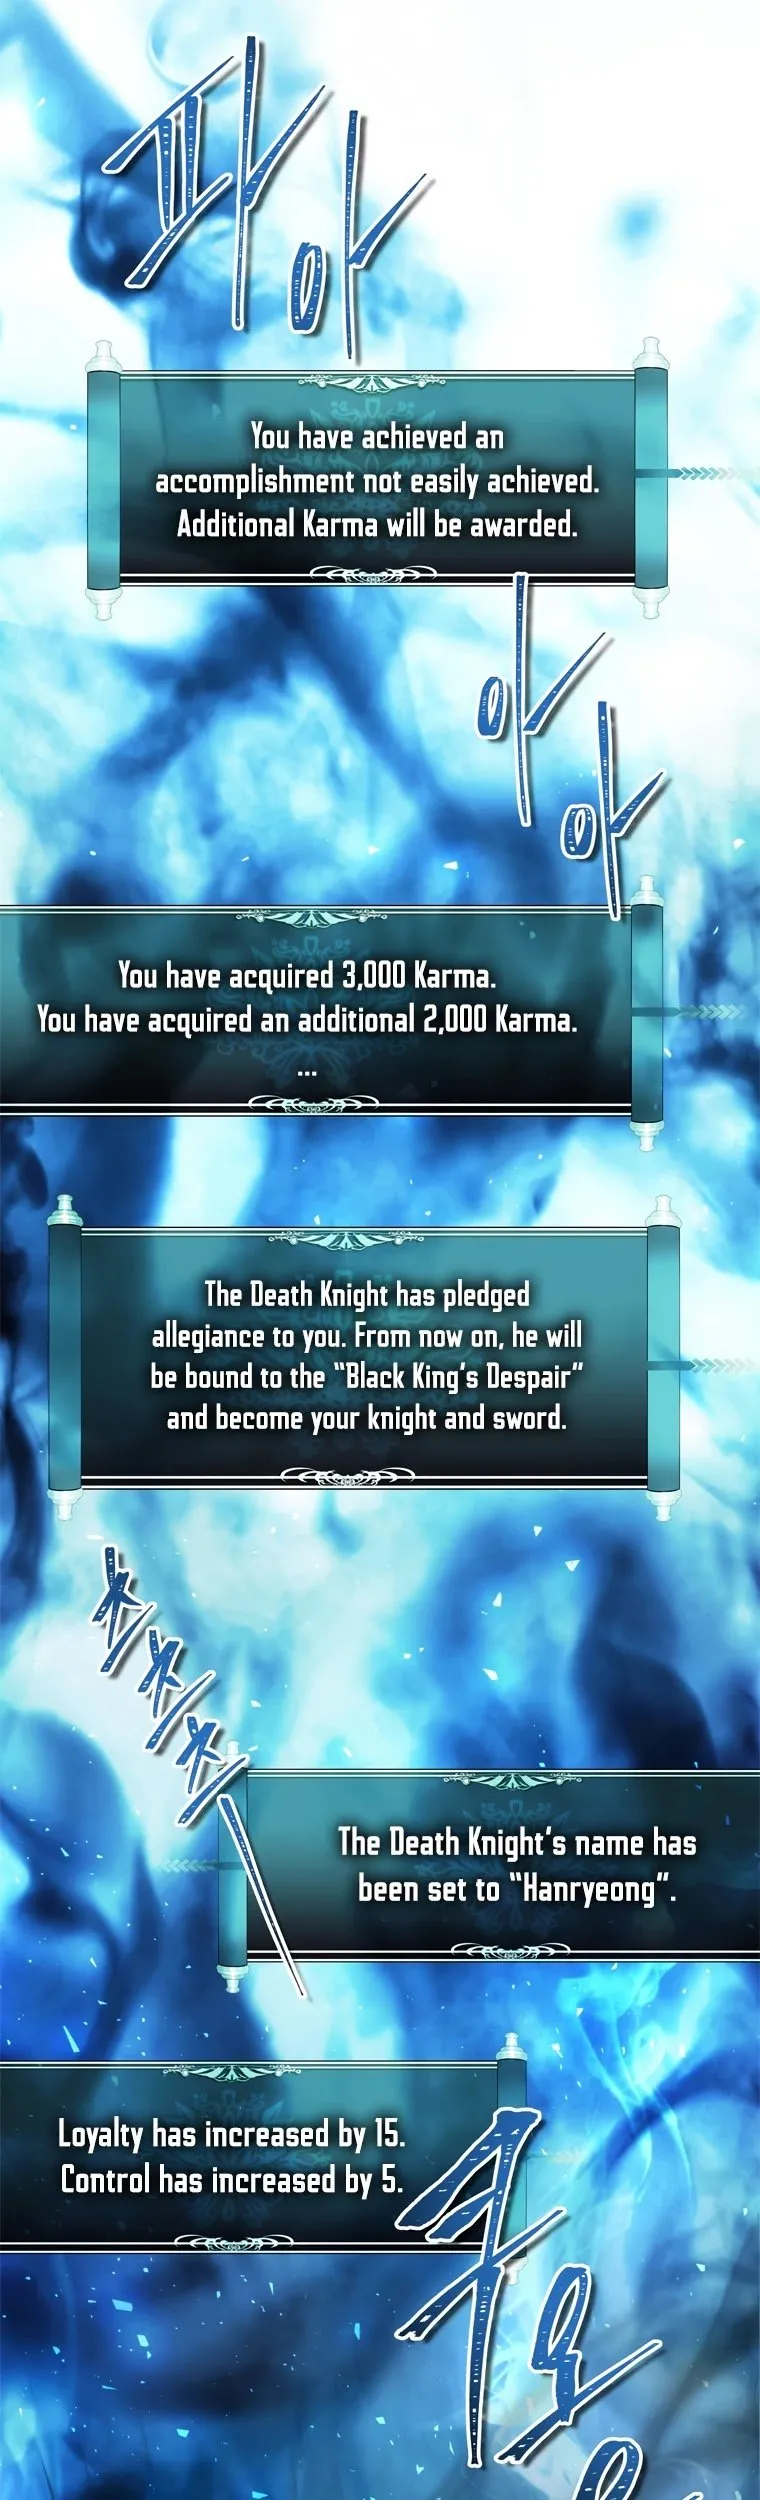 파아
You have achieved an
accomplishment not easily achieved.
Additional Karma will be awarded.
아아
You have acquired 3,000 Karma.
You have acquired an additional 2,000 Karma.
...
The Death Knight has pledged
allegiance to you. From now on, he will
be bound to the “Black King's Despair”
and become your knight and sword.
The Death Knight's name has
been set to “Hanryeong”.
Loyalty has increased by 15.
Control has increased by 5.